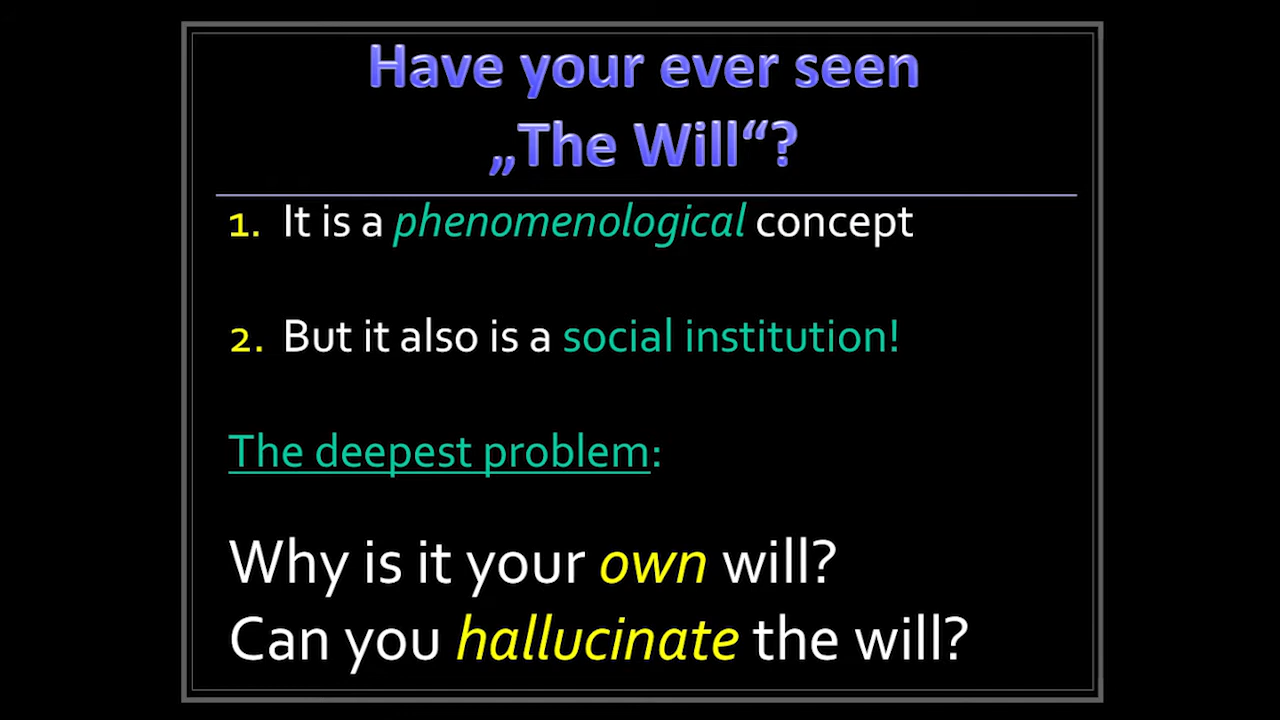 Have your ever seen
„The Will“?
1. It is a phenomenological concept
2. But it also is a social institution!
The deepest problem:
Why is it your own will?
Can you hallucinate the will?